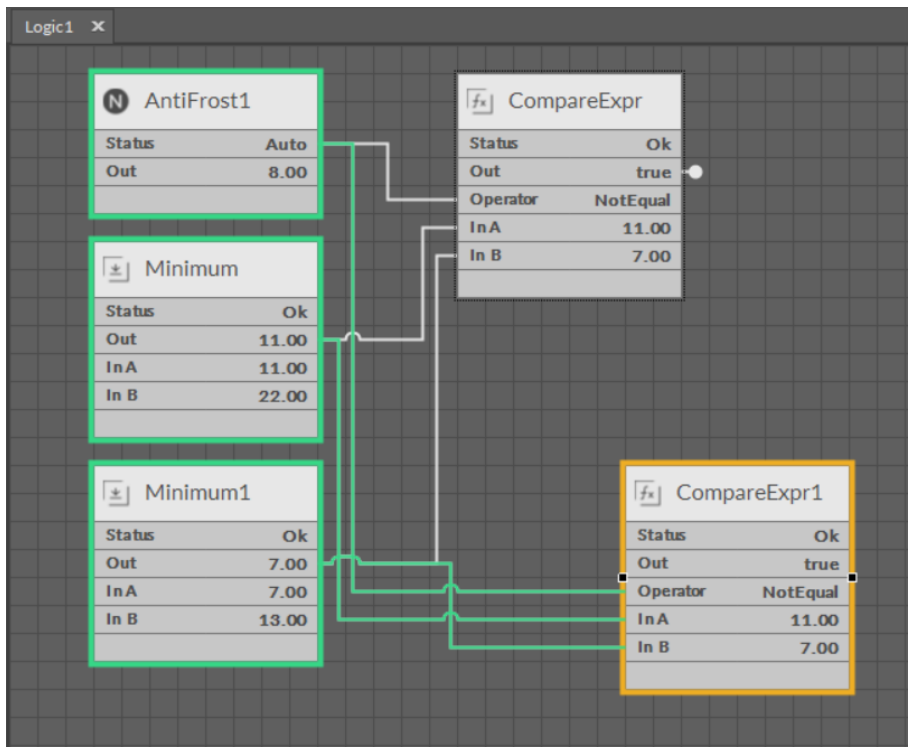 Logic1 ×
AntiFrost1
Status Auto
Out 8.00
CompareExpr
Status Ok
Out true
Operator NotEqual
In A 11.00
In B 7.00
Minimum
Status Ok
Out 11.00
In A 11.00
In B 22.00
Minimum1
Status Ok
Out 7.00
In A 7.00
In B 13.00
CompareExpr1
Status Ok
Out true
Operator NotEqual
In A 11.00
In B 7.00